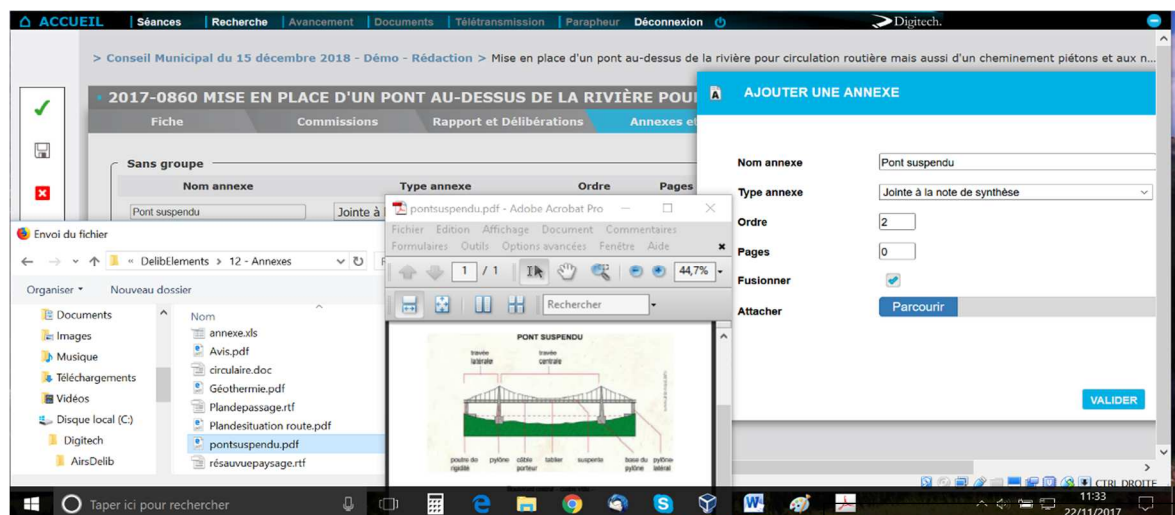 ACCUEIL Séances Recherche Avancement Documents Télétransmission Parapheur Déconnexion Digitech.
> Conseil Municipal du 15 décembre 2018 - Démo - Rédaction > Mise en place d'un pont au-dessus de la rivière pour circulation routière mais aussi d'un cheminement piétons et aux n...
2017-0860 MISE EN PLACE D'UN PONT AU-DESSUS DE LA RIVIÈRE POUR
Fiche Commissions Rapport et Délibérations Annexes et
Sans groupe
Nom annexe Type annexe Ordre Pages
Pont suspendu Jointe à l
AJOUTER UNE ANNEXE
Nom annexe Pont suspendu
Type annexe Jointe à la note de synthèse
Ordre 2
Pages 0
Fusionner
Attacher Parcourir
VALIDER
Envoi du fichier
« DelibElements > 12 - Annexes
Organiser Nouveau dossier
Documents
Images
Musique
Téléchargements
Vidéos
Disque local (C:)
Digitech
AirsDelib
Nom
annexe.xls
Avis.pdf
circulaire.doc
Géothermie.pdf
Plandepassage.rtf
Plandesituation route.pdf
pontsuspendu.pdf
résauvuepaysage.rtf
pontsuspendu.pdf - Adobe Acrobat Pro
Fichier Edition Affichage Document Commentaires
Formulaires Outils Options avancées Fenêtre Aide
1 / 1 44,7%
Rechercher
PONT SUSPENDU
travée latérale travée centrale
poutre de rigidité pylône câble porteur tablier suspente base du pylône pylône latéral
CTRL DROITE
Taper ici pour rechercher
11:33
22/11/2017